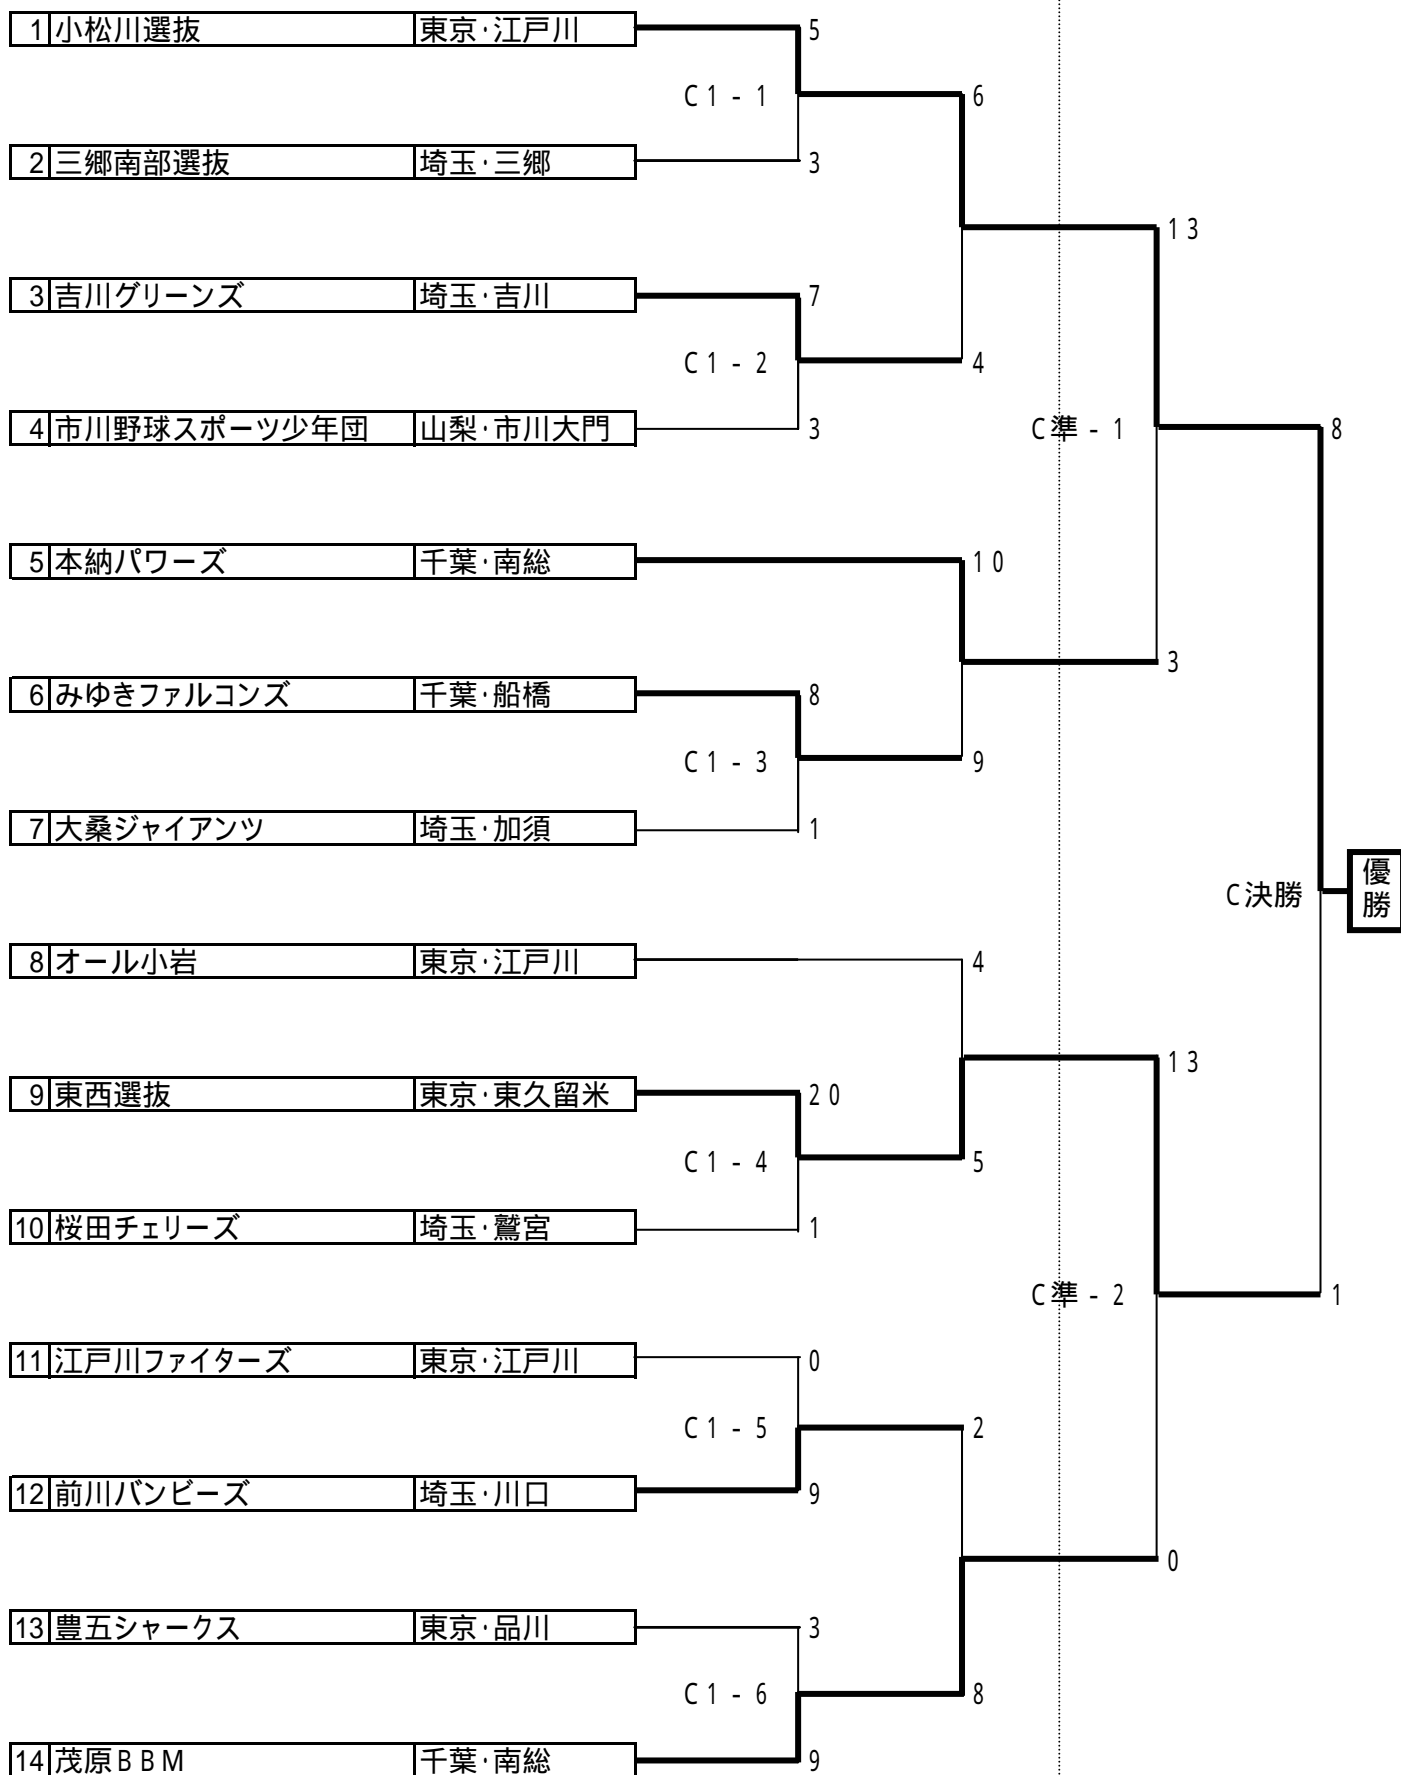 1 小松川選抜 東京・江戸川 5
C1-1 6
2 三郷南部選抜 埼玉・三郷 3
13
3 吉川グリーンズ 埼玉・吉川 7
C1-2 4
4 市川野球スポーツ少年団 山梨・市川大門 3 C準-1 8
5 本納パワーズ 千葉・南総 10
3
6 みゆきファルコンズ 千葉・船橋 8
C1-3 9
7 大桑ジャイアンツ 埼玉・加須 1
C決勝 優勝
8 オール小岩 東京・江戸川 4
13
9 東西選抜 東京・東久留米 20
C1-4 5
10 桜田チェリーズ 埼玉・鷲宮 1
C準-2 1
11 江戸川ファイターズ 東京・江戸川 0
C1-5 2
12 前川バンビーズ 埼玉・川口 9
0
13 豊五シャークス 東京・品川 3
C1-6 8
14 茂原BBM 千葉・南総 9